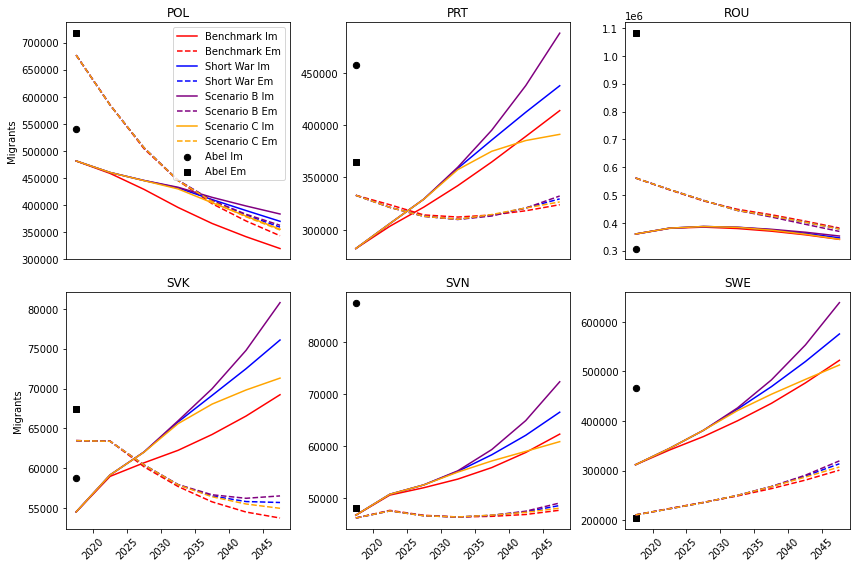 POL
PRT
ROU
1e6
Migrants
700000
650000
600000
550000
500000
450000
400000
350000
300000
Benchmark Im
Benchmark Em
Short War Im
Short War Em
Scenario B Im
Scenario B Em
Scenario C Im
Scenario C Em
Abel Im
Abel Em
450000
400000
350000
300000
1.1
1.0
0.9
0.8
0.7
0.6
0.5
0.4
0.3
SVK
SVN
SWE
Migrants
80000
75000
70000
65000
60000
55000
2020
2025
2030
2035
2040
2045
80000
70000
60000
50000
2020
2025
2030
2035
2040
2045
600000
500000
400000
300000
200000
2020
2025
2030
2035
2040
2045